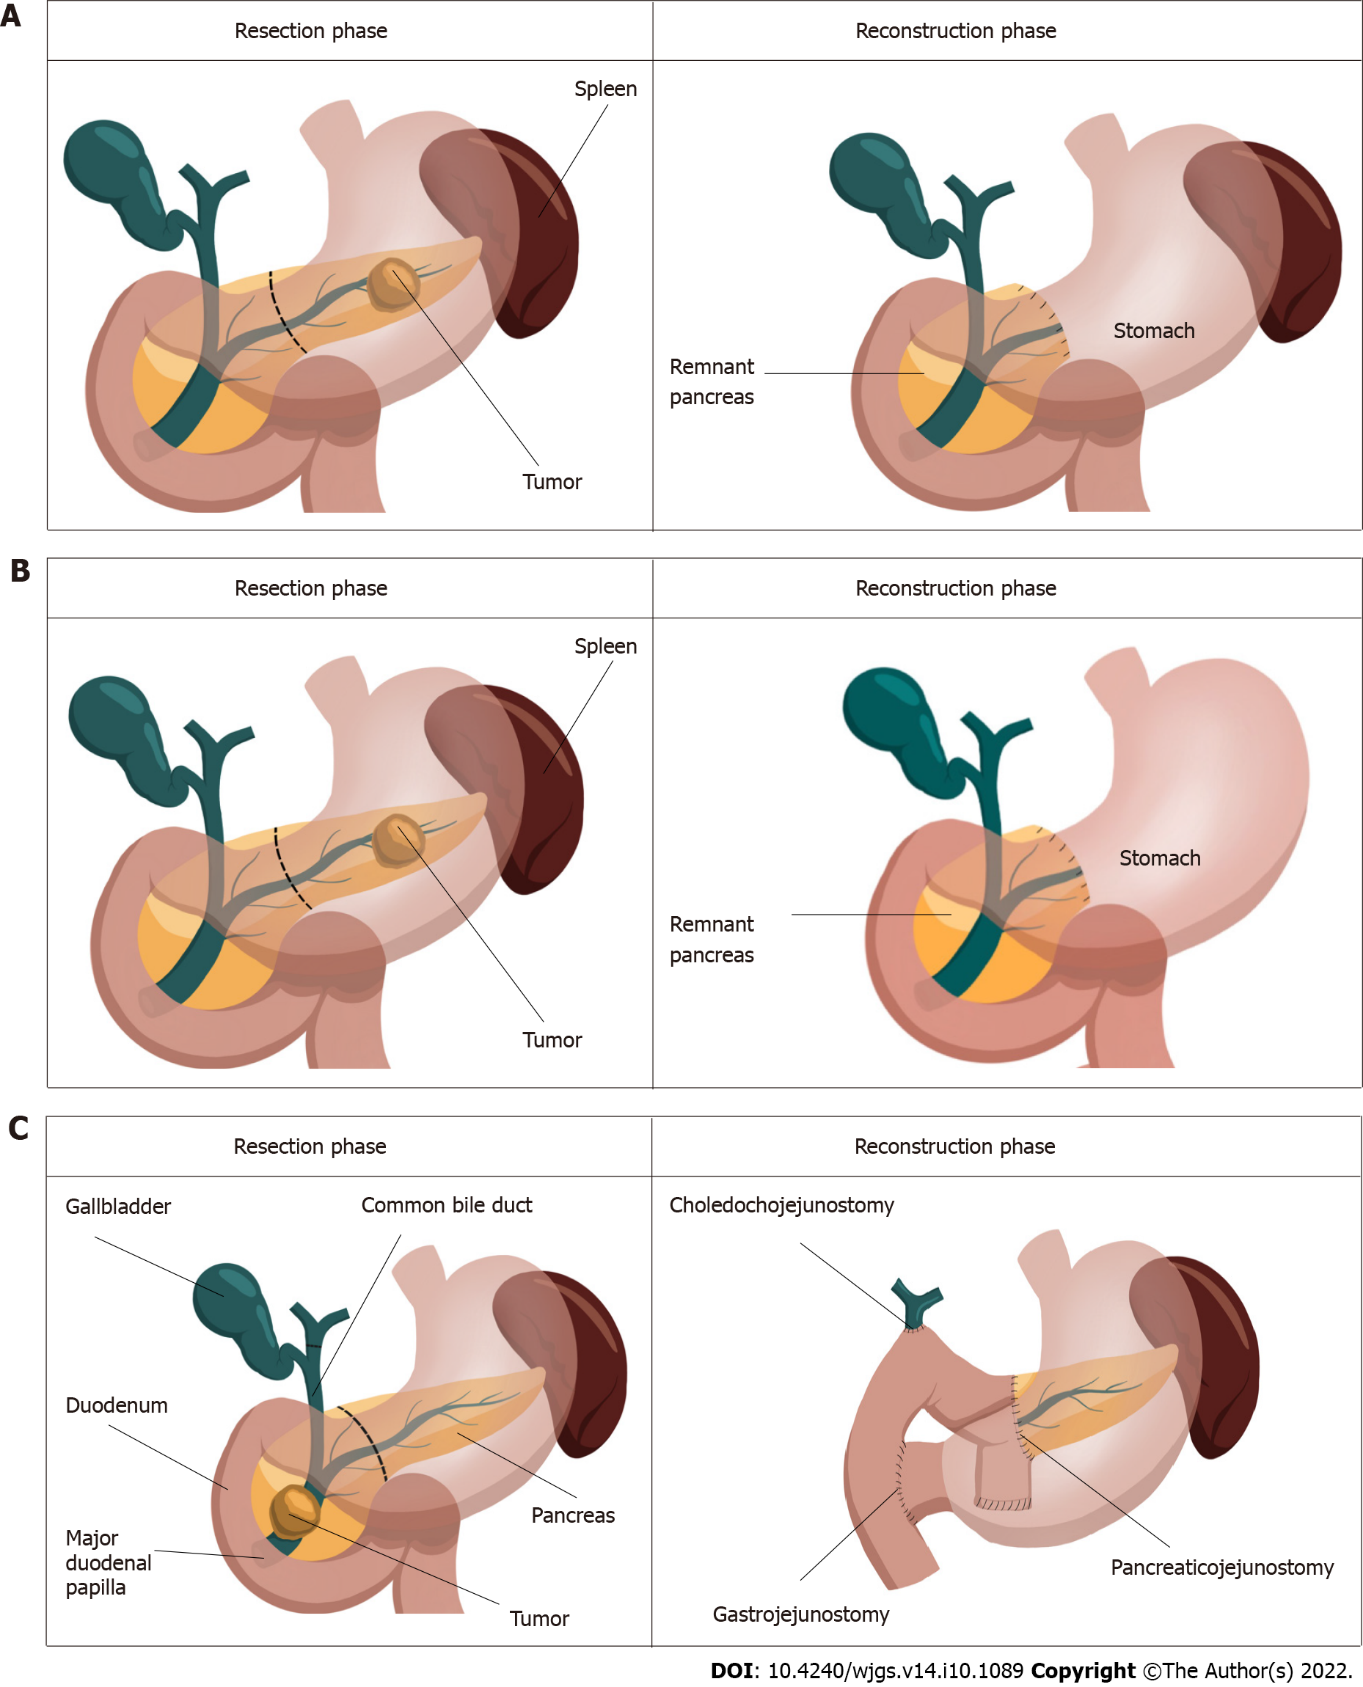 A
Resection phase
Reconstruction phase
Spleen
Stomach
Remnant
pancreas
Tumor
B
Resection phase
Reconstruction phase
Spleen
Stomach
Remnant
pancreas
Tumor
C
Resection phase
Reconstruction phase
Gallbladder
Common bile duct
Choledochojejunostomy
Duodenum
Pancreas
Major
duodenal
papilla
Tumor
Pancreaticojejunostomy
Gastrojejunostomy
DOI: 10.4240/wjgs.v14.i10.1089 Copyright ©The Author(s) 2022.